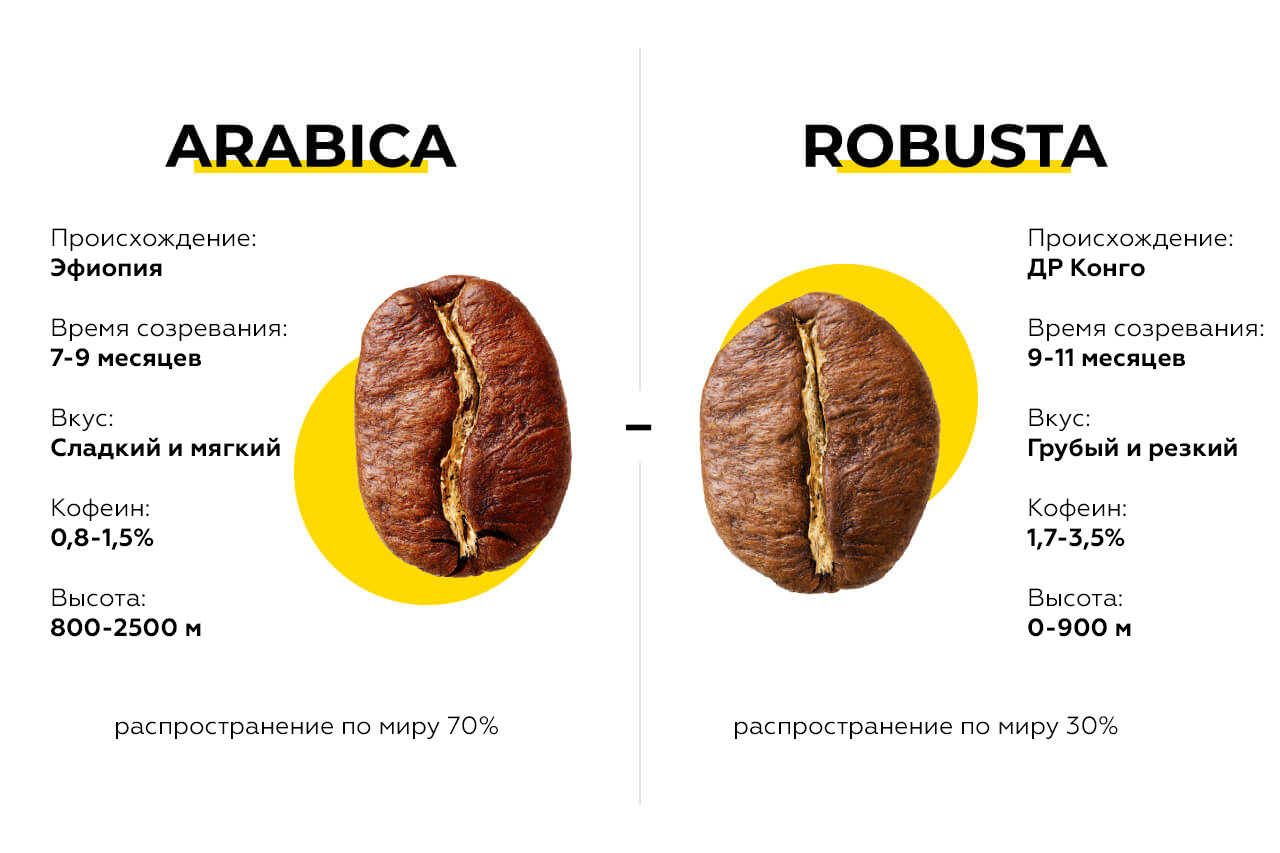 ARABICA
Происхождение:
Эфиопия
Время созревания:
7-9 месяцев
Вкус:
Сладкий и мягкий
Кофеин:
0,8-1,5%
Высота:
800-2500 м
распространение по миру 70%
ROBUSTA
Происхождение:
ДР Конго
Время созревания:
9-11 месяцев
Вкус:
Грубый и резкий
Кофеин:
1,7-3,5%
Высота:
0-900 м
распространение по миру 30%